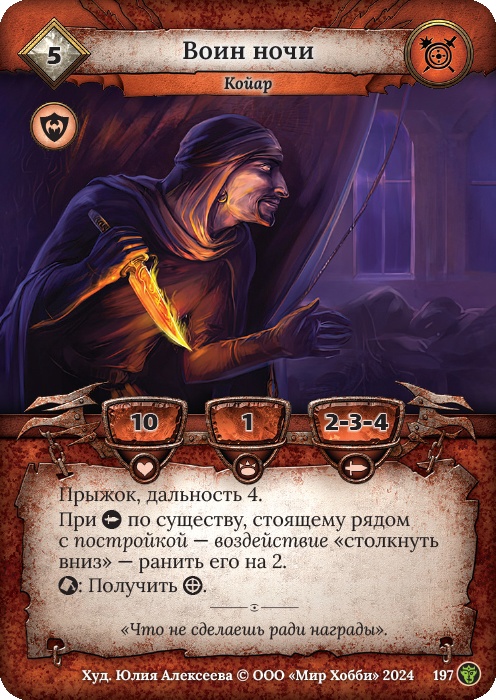 5
Воин ночи
Койар
10
1
2-3-4
Прыжок, дальность 4.
При по существу, стоящему рядом
с постройкой — воздействие «столкнуть
вниз» — ранить его на 2.
: Получить .
«Что не сделаешь ради награды».
Худ. Юлия Алексеева © ООО «Мир Хобби» 2024 197